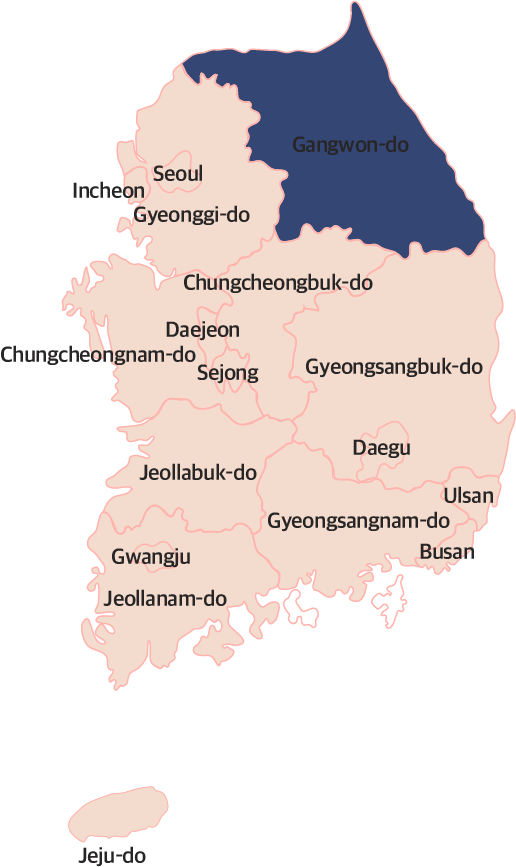 Gangwon-do
Seoul
Incheon
Gyeonggi-do
Chungcheongbuk-do
Daejeon
Chungcheongnam-do
Sejong
Gyeongsangbuk-do
Daegu
Jeollabuk-do
Ulsan
Gyeongsangnam-do
Busan
Gwangju
Jeollanam-do
Jeju-do